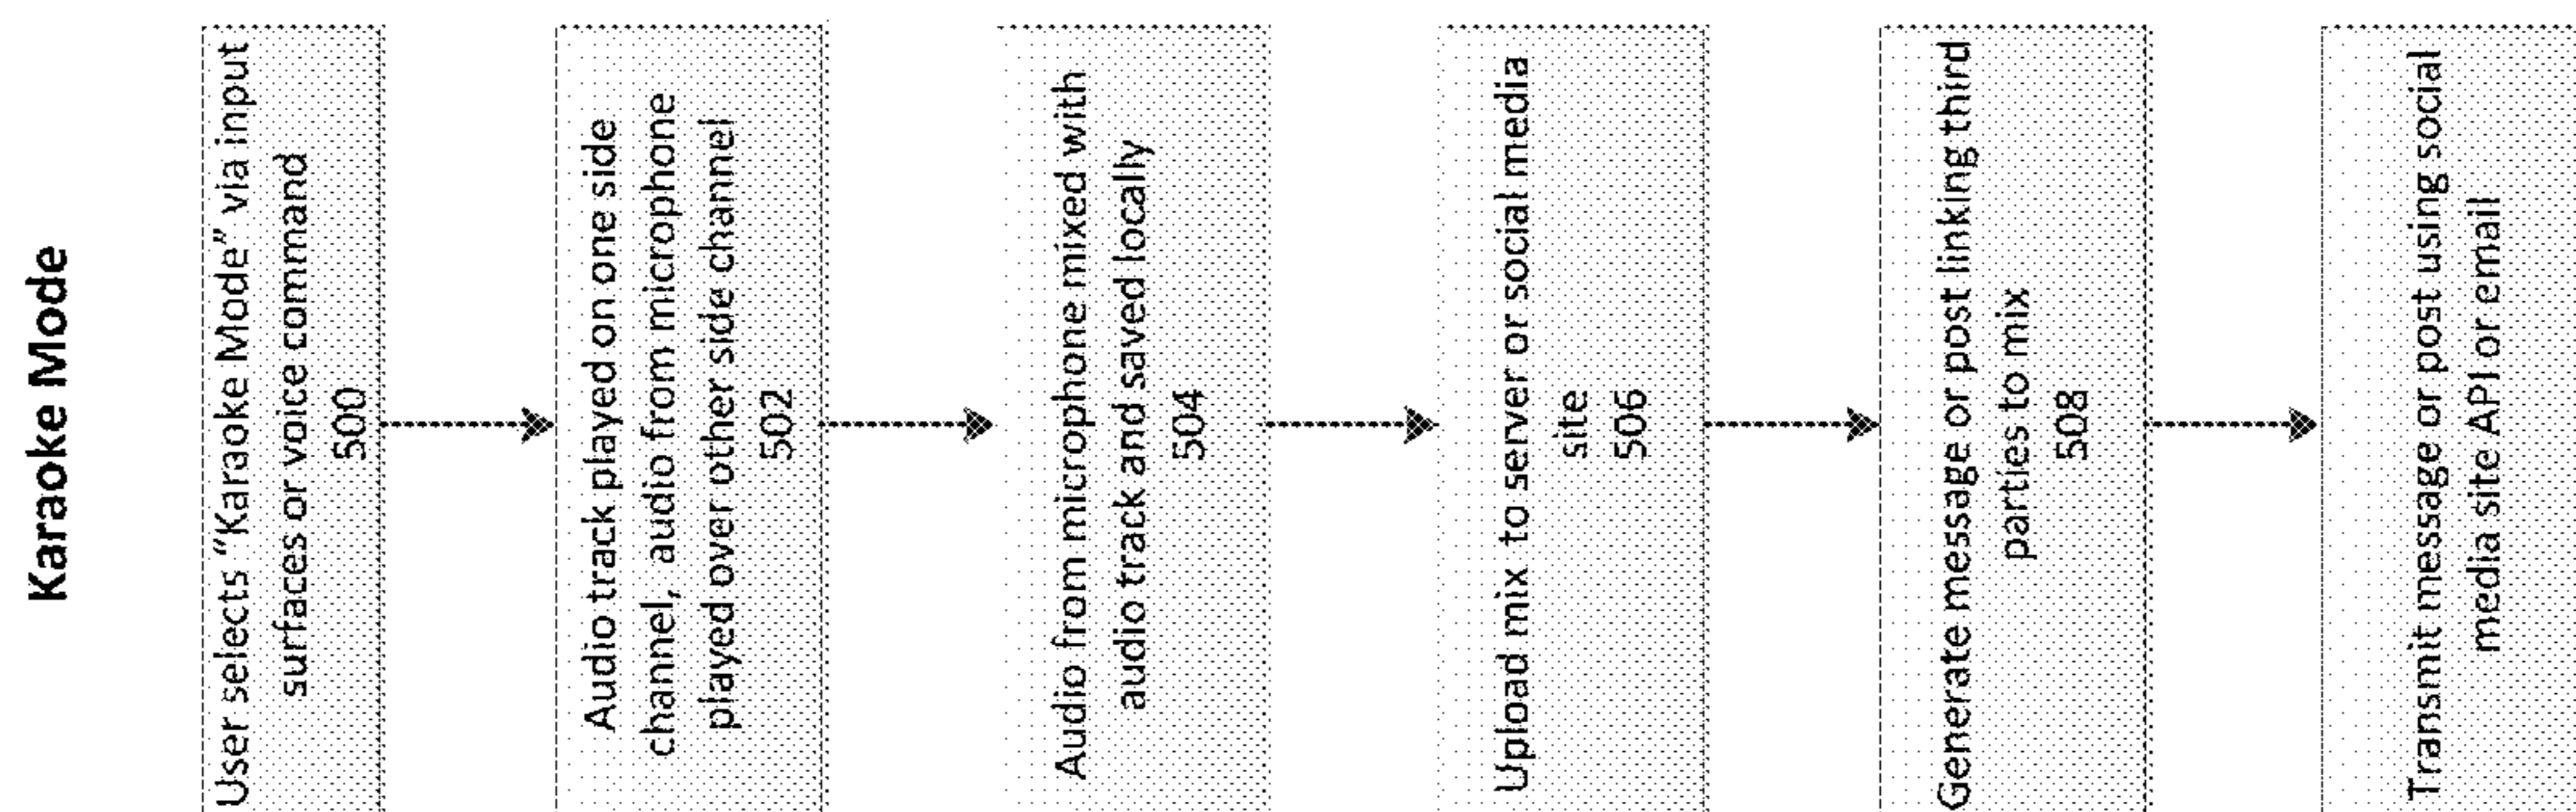 Karaoke Mode
User selects “Karaoke Mode” via input
surfaces or voice command
500
Audio track played on one side
channel, audio from microphone
played over other side channel
502
Audio from microphone mixed with
audio track and saved locally
504
Upload mix to server or social media
site
506
Generate message or post linking third
parties to mix
508
Transmit message or post using social
media site API or email